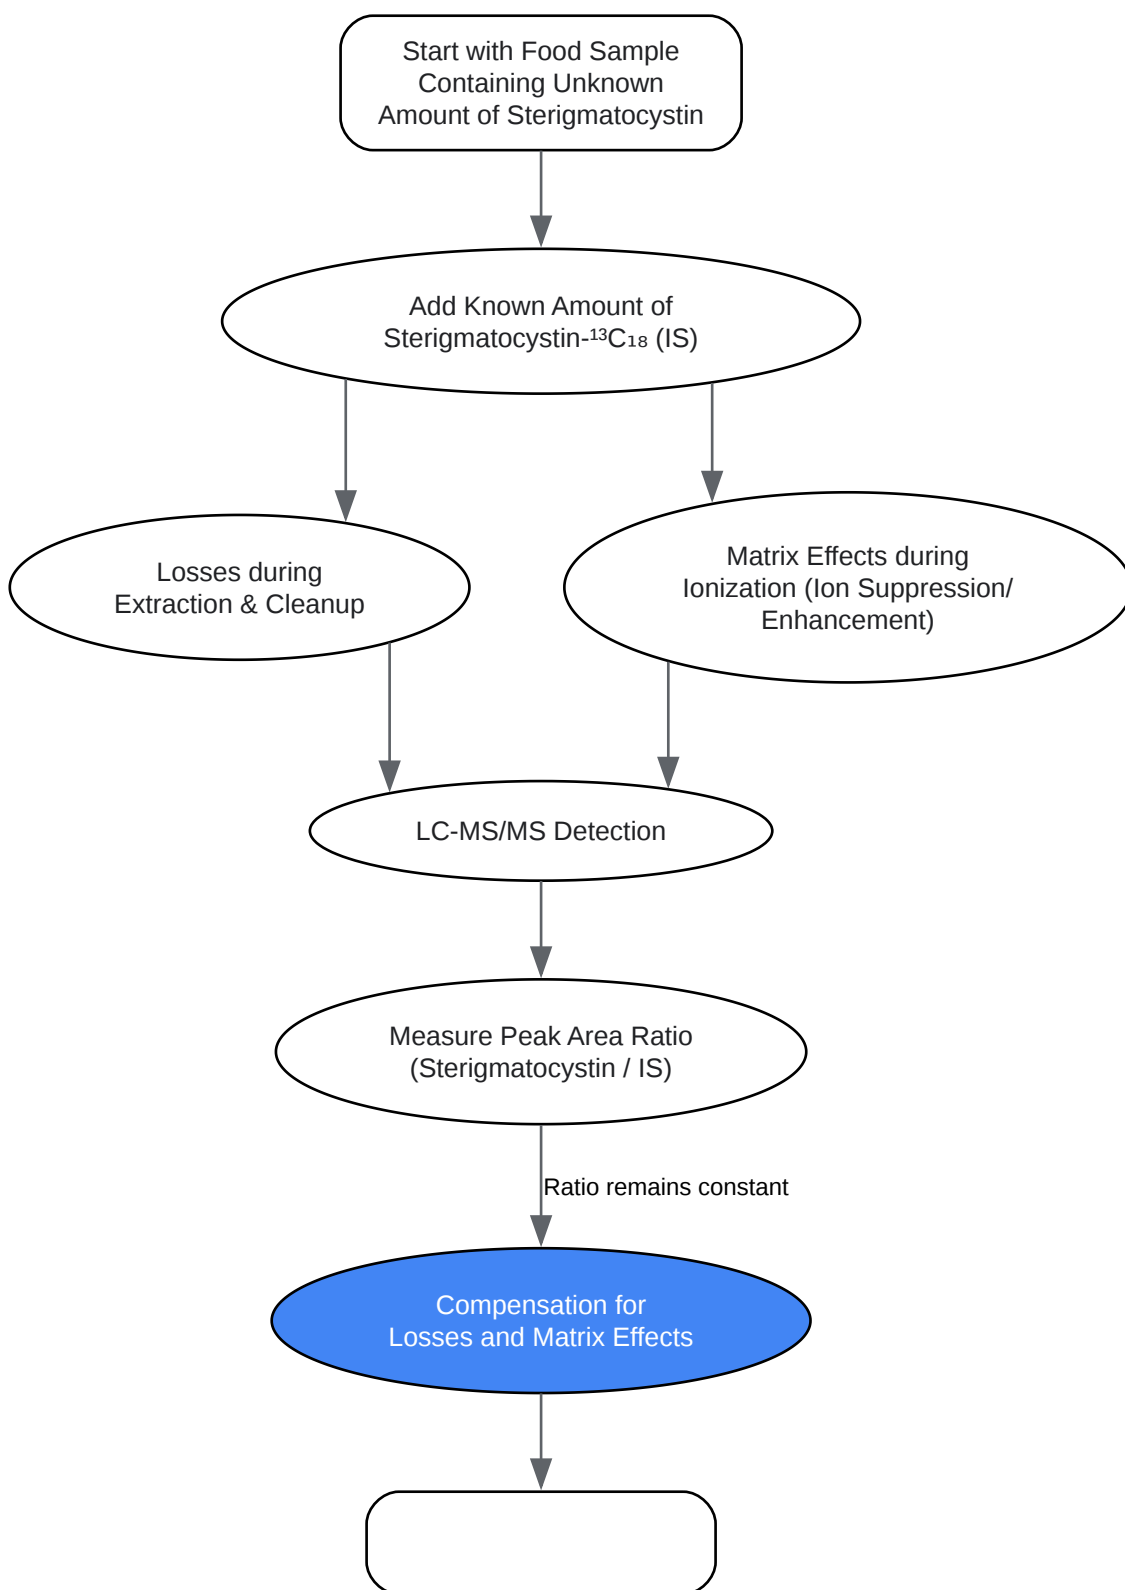 Start with Food Sample
Containing Unknown
Amount of Sterigmatocystin
Add Known Amount of
Sterigmatocystin-¹³C₁₈ (IS)
Losses during
Extraction & Cleanup
Matrix Effects during
Ionization (Ion Suppression/
Enhancement)
LC-MS/MS Detection
Measure Peak Area Ratio
(Sterigmatocystin / IS)
Ratio remains constant
Compensation for
Losses and Matrix Effects